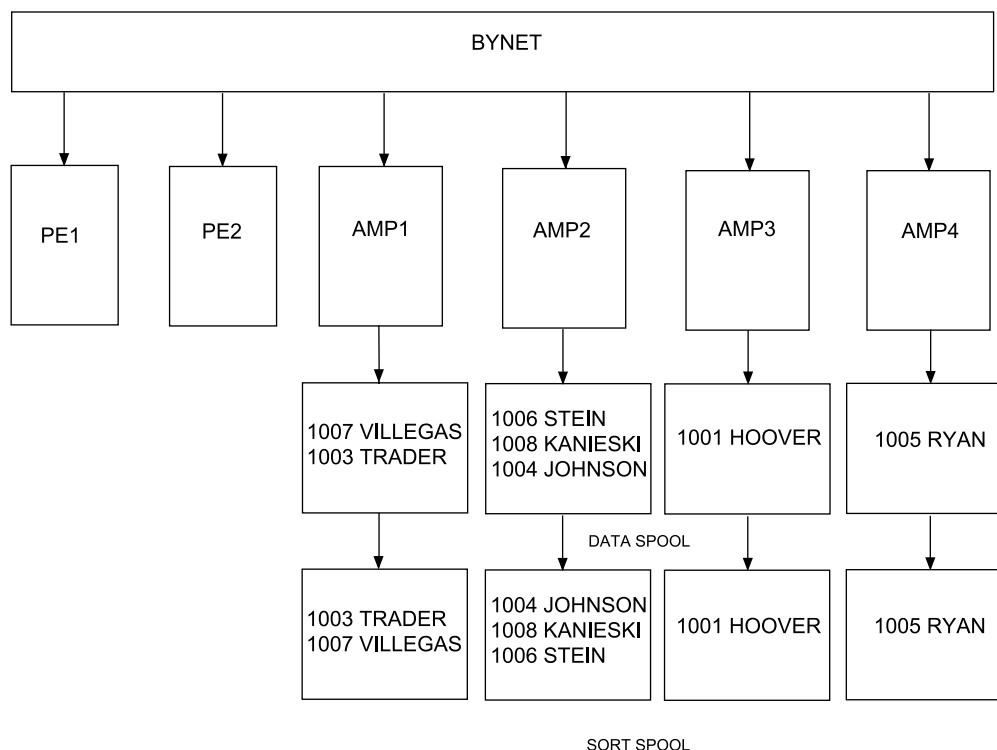 BYNET
PE1
PE2
AMP1
AMP2
AMP3
AMP4
1007 VILLEGAS
1003 TRADER
1006 STEIN
1008 KANIESKI
1004 JOHNSON
1001 HOOVER
1005 RYAN
DATA SPOOL
1003 TRADER
1007 VILLEGAS
1004 JOHNSON
1008 KANIESKI
1006 STEIN
1001 HOOVER
1005 RYAN
SORT SPOOL